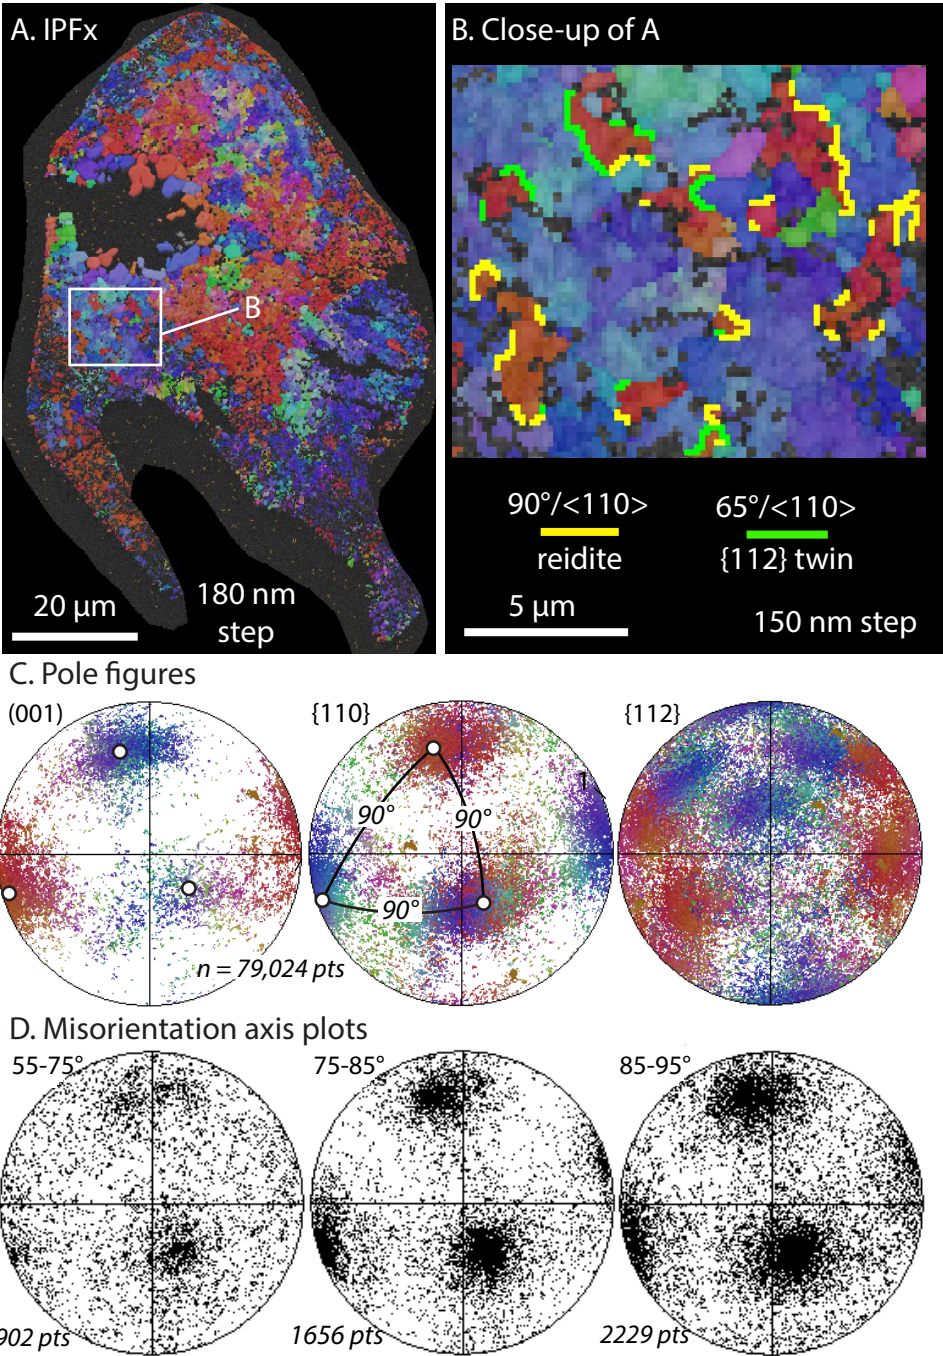 A. IPFx
B
20 µm
180 nm
step
B. Close-up of A
90°/<110>
reidite
65°/<110>
{112} twin
5 µm
150 nm step
C. Pole figures
(001)
{110}
{112}
90°
90°
90°
1
n = 79,024 pts
D. Misorientation axis plots
55-75°
75-85°
85-95°
902 pts
1656 pts
2229 pts